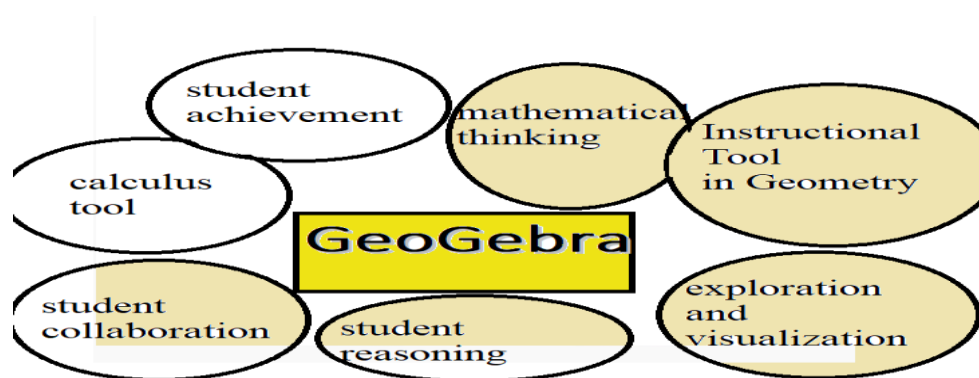 student
achievement
mathematical
thinking
Instructional
Tool
in Geometry
calculus
tool
GeoGebra
student
collaboration
student
reasoning
exploration
and
visualization